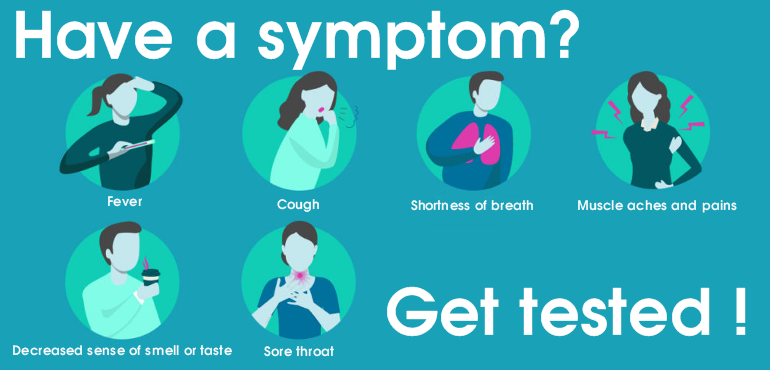 Have a symptom?
Fever
Cough
Shortness of breath
Muscle aches and pains
Decreased sense of smell or taste
Sore throat
Get tested !